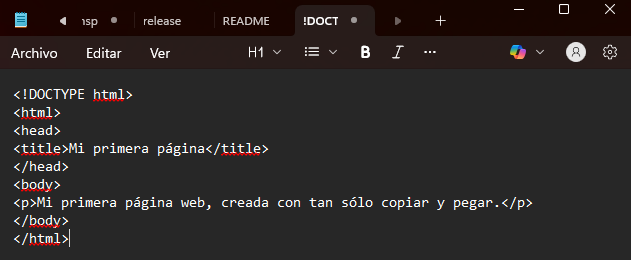 nsp
release
README
!DOCT
Archivo
Editar
Ver
H1
B
I
<!DOCTYPE html>
<html>
<head>
<title>Mi primera página</title>
</head>
<body>
<p>Mi primera página web, creada con tan sólo copiar y pegar.</p>
</body>
</html>